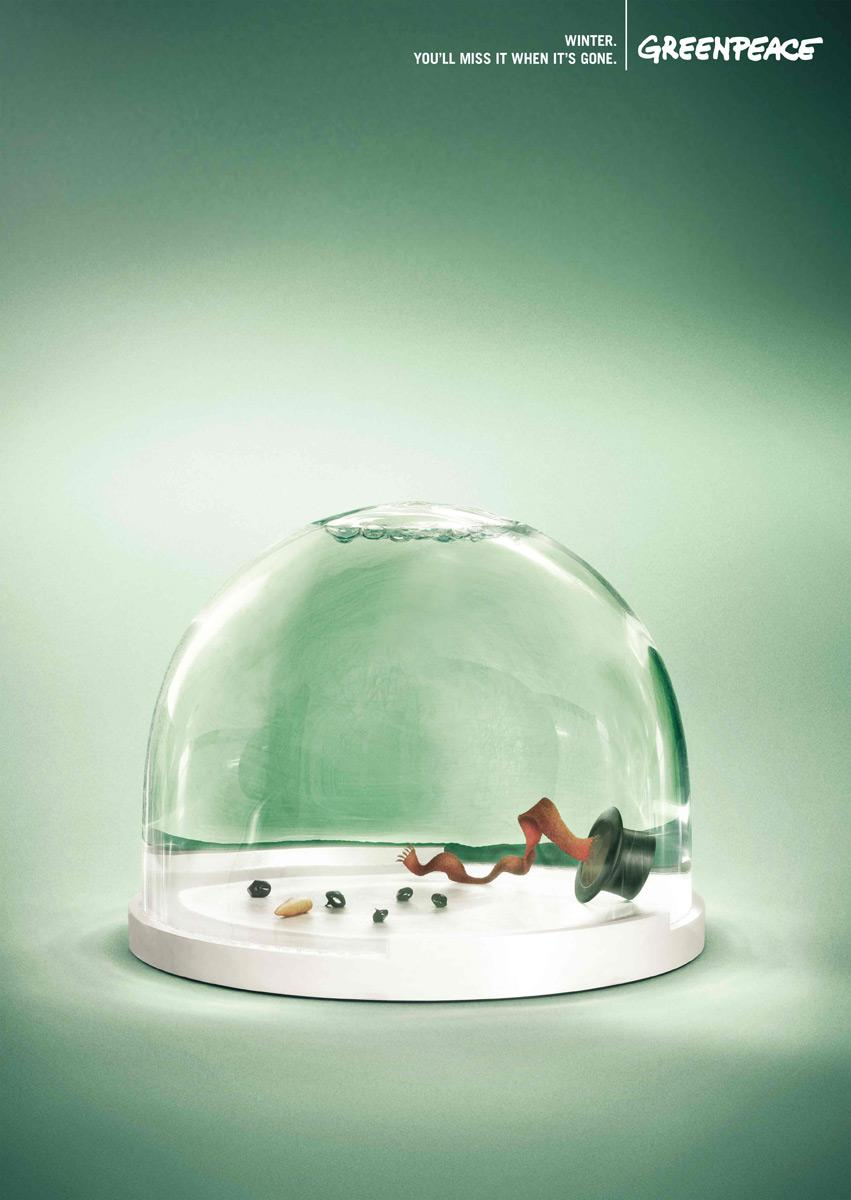 WINTER.
YOU'LL MISS IT WHEN IT'S GONE.
GREENPEACE